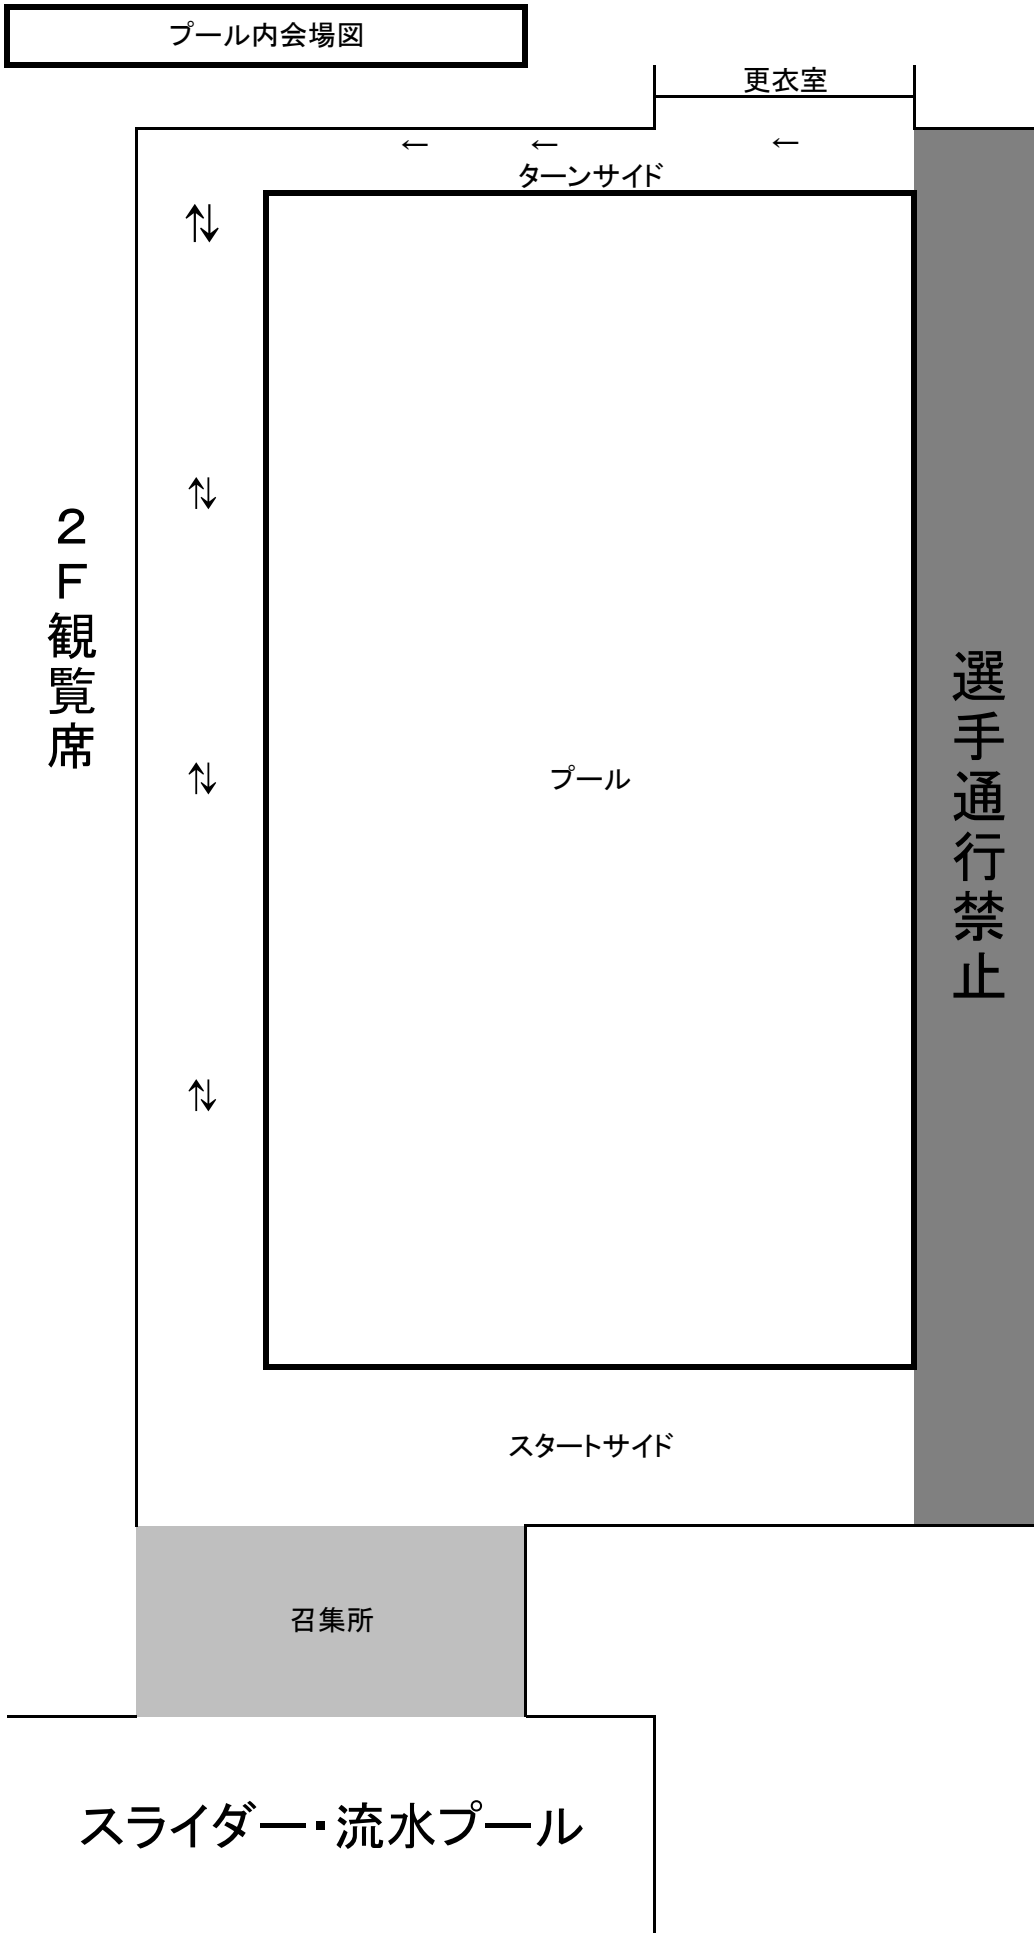 プール内会場図
更衣室
← ← ←
ターンサイド
↑↓
↑↓
２Ｆ観覧席
選手通行禁止
↑↓
プール
↑↓
スタートサイド
召集所
スライダー・流水プール